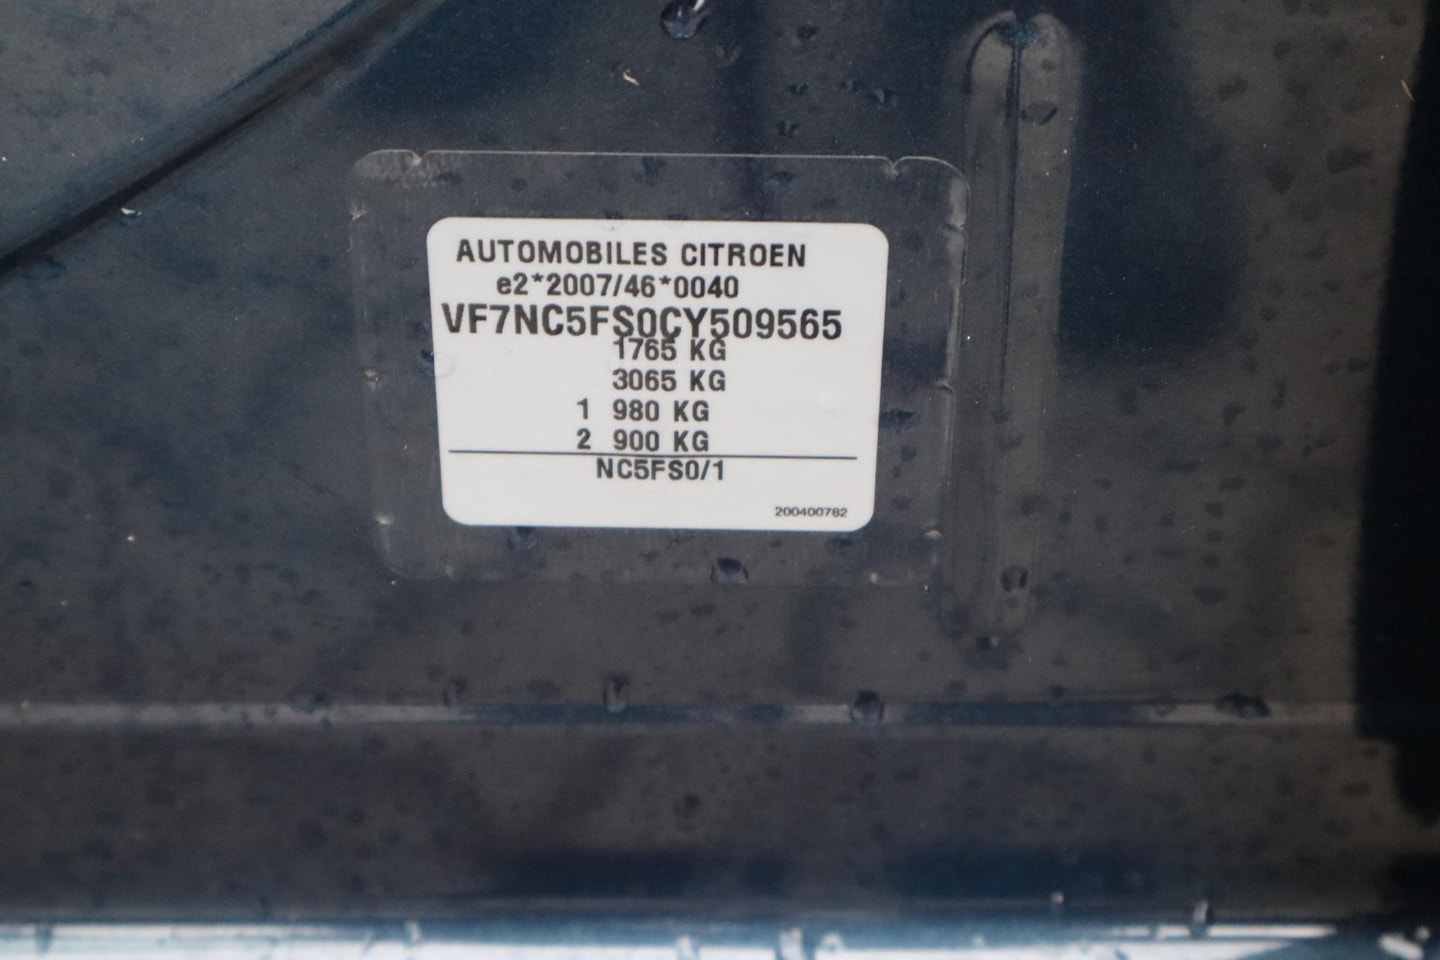 AUTOMOBILES CITROEN
e2*2007/46*0040
VF7NC5FS0CY509565
1765 KG
3065 KG
1 980 KG
2 900 KG
NC5FS0/1
200400782